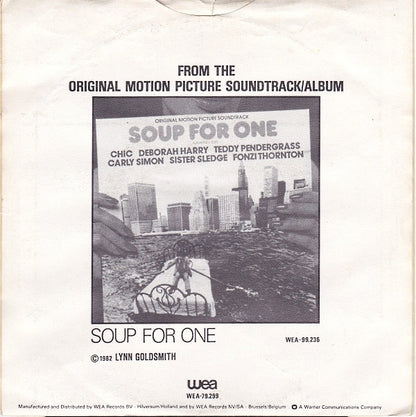 FROM THE
ORIGINAL MOTION PICTURE SOUNDTRACK/ALBUM
ORIGINAL MOTION PICTURE SOUNDTRACK
SOUP FOR ONE
CHIC DEBORAH HARRY TEDDY PENDERGRASS
CARLY SIMON SISTER SLEDGE FONZI THORNTON
SOUP FOR ONE
WEA-99.236
©1982 LYNN GOLDSMITH
wea
WEA-79.299
Manufactured and Distributed by WEA Records BV - Hilversum/Holland and by WEA Records NV/SA - Brussels/Belgium A Warner Communications Company